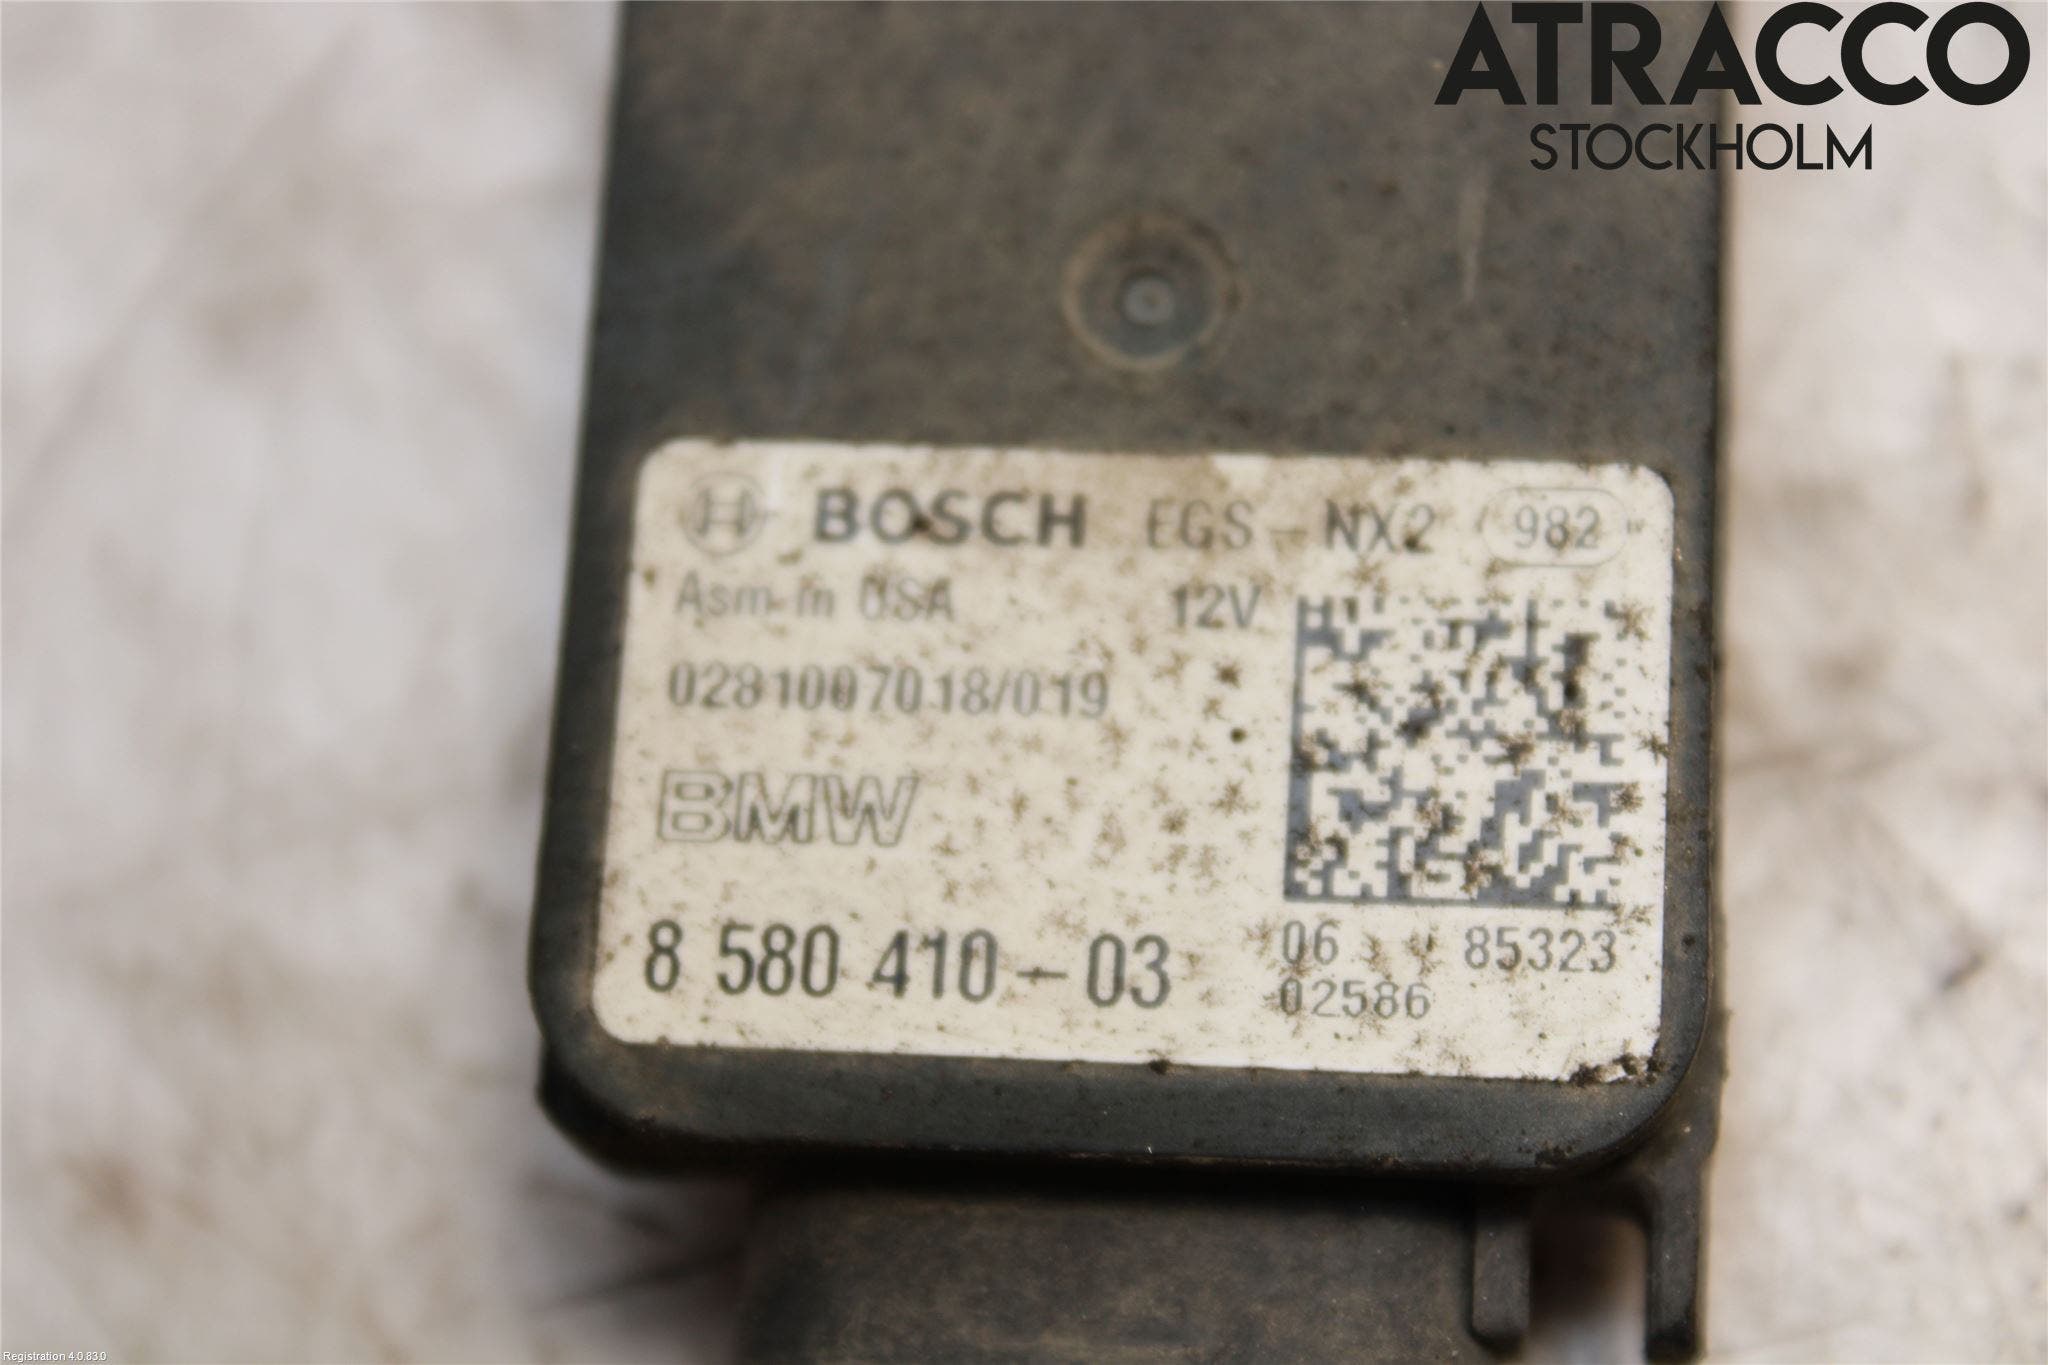 ATRACCO
STOCKHOLM
BOSCH EGS-NX2 982
Asm in USA 12V
0281007018/019
BMW
8 580 410-03
06 85323
02586
Registration 4.0.83.0